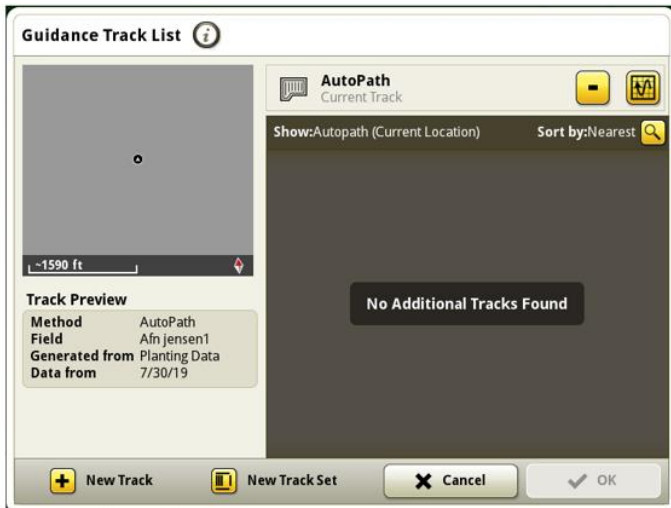 Guidance Track List i
AutoPath
Current Track
Show:Autopath (Current Location) Sort by:Nearest
~1590 ft
No Additional Tracks Found
Track Preview
Method AutoPath
Field Afn jensen1
Generated from Planting Data
Data from 7/30/19
New Track New Track Set Cancel OK